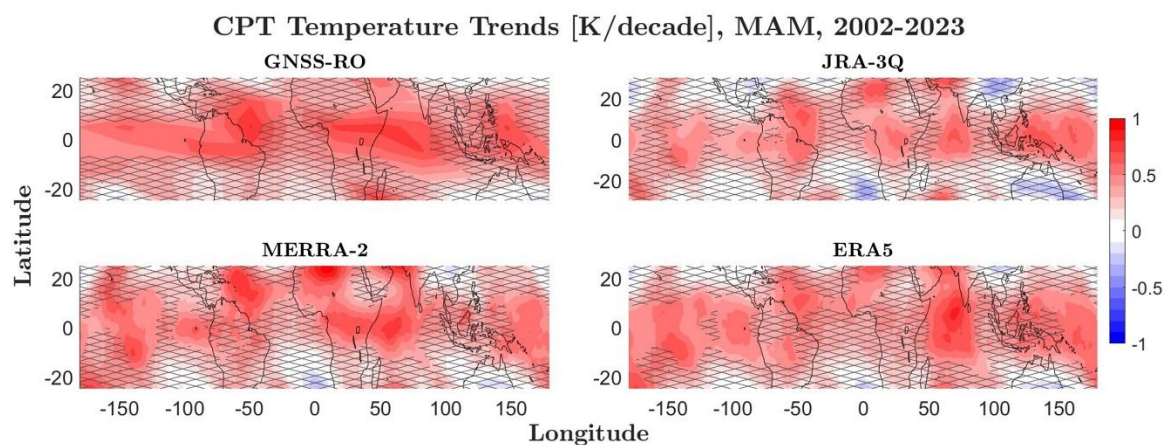 CPT Temperature Trends [K/decade], MAM, 2002-2023
GNSS-RO
JRA-3Q
20
0
-20
20
0
-20
1
0.5
0
-0.5
-1
Latitude
MERRA-2
ERA5
20
0
-20
20
0
-20
-150 -100 -50 0 50 100 150
-150 -100 -50 0 50 100 150
Longitude